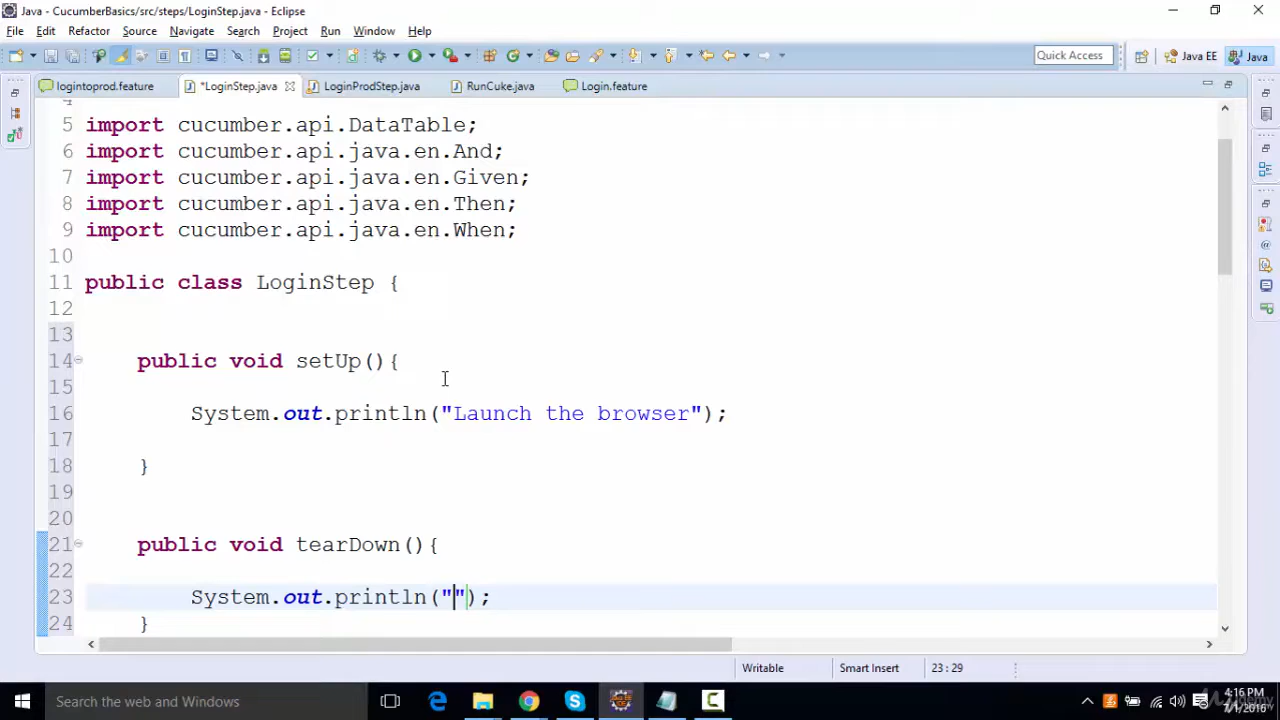 Java - CucumberBasics/src/steps/LoginStep.java - Eclipse
File Edit Refactor Source Navigate Search Project Run Window Help
Quick Access
Java EE
Java
logintoprod.feature
*LoginStep.java
LoginProdStep.java
RunCuke.java
Login.feature
4
5 import cucumber.api.DataTable;
6 import cucumber.api.java.en.And;
7 import cucumber.api.java.en.Given;
8 import cucumber.api.java.en.Then;
9 import cucumber.api.java.en.When;
10
11 public class LoginStep {
12
13
14 public void setUp(){
15
16 System.out.println("Launch the browser");
17
18 }
19
20
21 public void tearDown(){
22
23 System.out.println("");
24 }
Writable
Smart Insert
23 : 29
Search the web and Windows
4:16 PM
7/1/2016
Udemy